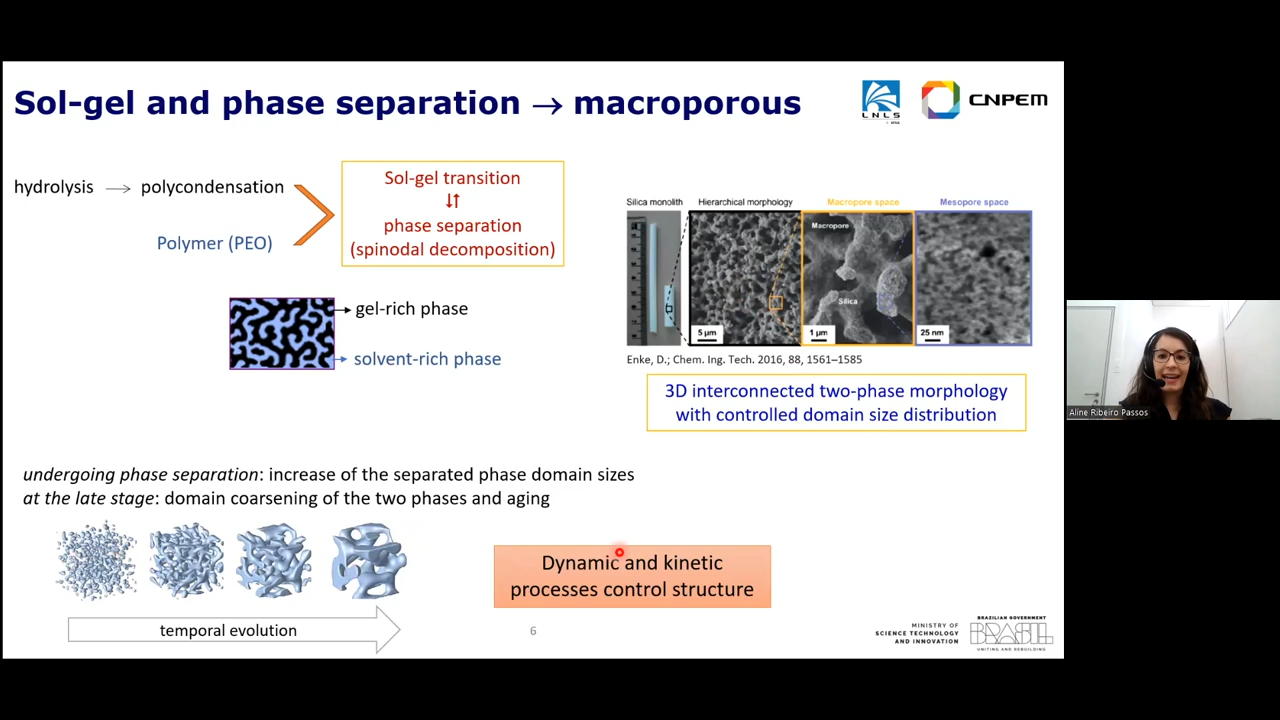 Sol-gel and phase separation → macroporous
LNLS
CNPEM
hydrolysis → polycondensation
Polymer (PEO)
Sol-gel transition
⇃↾
phase separation
(spinodal decomposition)
gel-rich phase
solvent-rich phase
Silica monolith Hierarchical morphology Macropore space Mesopore space
Macropore
Silica
5 µm 1 µm 25 nm
Enke, D.; Chem. Ing. Tech. 2016, 88, 1561–1585
3D interconnected two-phase morphology
with controlled domain size distribution
Aline Ribeiro Passos
undergoing phase separation: increase of the separated phase domain sizes
at the late stage: domain coarsening of the two phases and aging
Dynamic and kinetic
processes control structure
temporal evolution
6
MINISTRY OF
SCIENCE TECHNOLOGY
AND INNOVATION
BRAZILIAN GOVERNMENT
BRASIL
UNITING AND REBUILDING